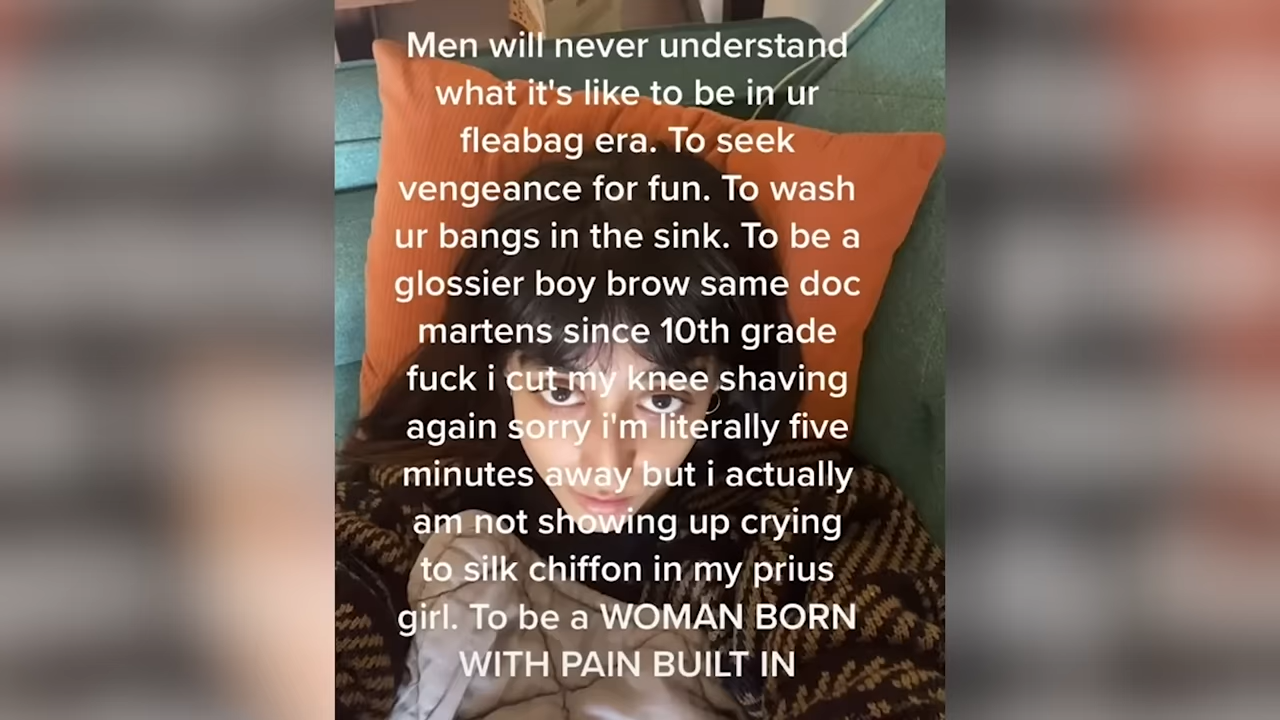 Men will never understand
what it's like to be in ur
fleabag era. To seek
vengeance for fun. To wash
ur bangs in the sink. To be a
glossier boy brow same doc
martens since 10th grade
fuck i cut my knee shaving
again sorry i'm literally five
minutes away but i actually
am not showing up crying
to silk chiffon in my prius
girl. To be a WOMAN BORN
WITH PAIN BUILT IN